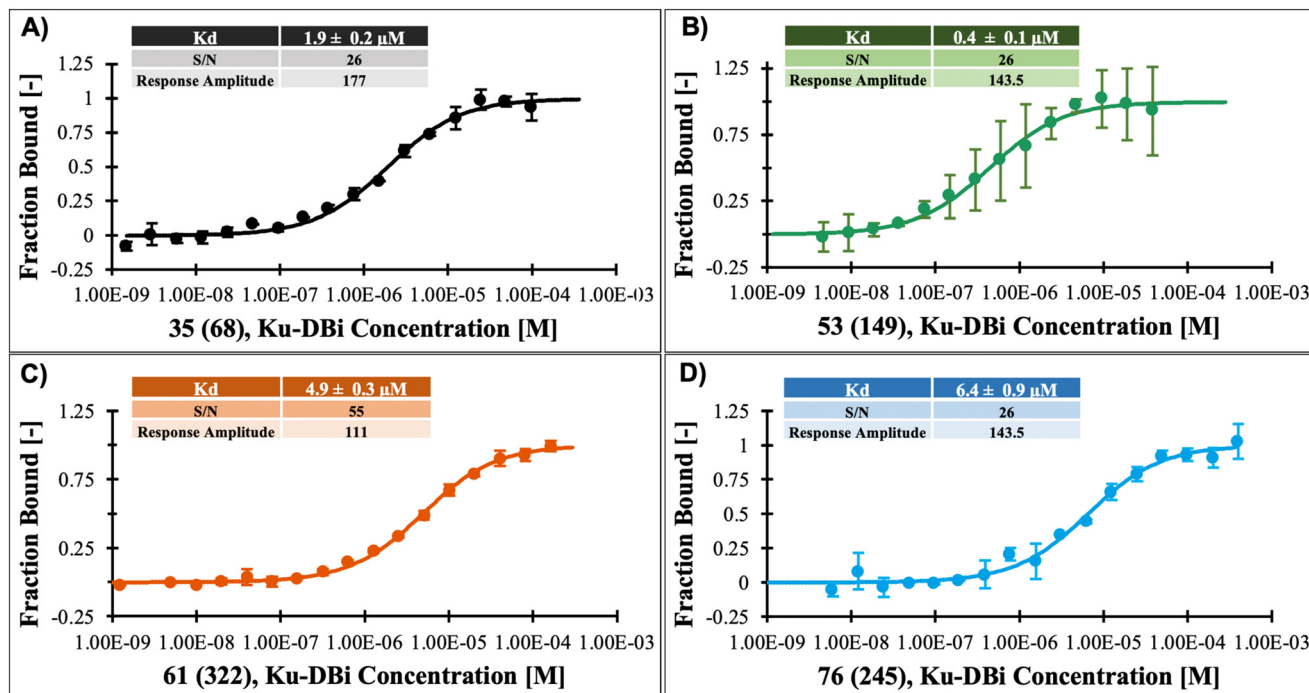 A)
Kd 1.9 ± 0.2 µM
S/N 26
Response Amplitude 177
Fraction Bound [-]
1.25
1
0.75
0.5
0.25
0
-0.25
1.00E-09 1.00E-08 1.00E-07 1.00E-06 1.00E-05 1.00E-04 1.00E-03
35 (68), Ku-DBi Concentration [M]
B)
Kd 0.4 ± 0.1 µM
S/N 26
Response Amplitude 143.5
Fraction Bound [-]
1.25
1
0.75
0.5
0.25
0
-0.25
1.00E-09 1.00E-08 1.00E-07 1.00E-06 1.00E-05 1.00E-04 1.00E-03
53 (149), Ku-DBi Concentration [M]
C)
Kd 4.9 ± 0.3 µM
S/N 55
Response Amplitude 111
Fraction Bound [-]
1.25
1
0.75
0.5
0.25
0
-0.25
1.00E-09 1.00E-08 1.00E-07 1.00E-06 1.00E-05 1.00E-04 1.00E-03
61 (322), Ku-DBi Concentration [M]
D)
Kd 6.4 ± 0.9 µM
S/N 26
Response Amplitude 143.5
Fraction Bound [-]
1.25
1
0.75
0.5
0.25
0
-0.25
1.00E-09 1.00E-08 1.00E-07 1.00E-06 1.00E-05 1.00E-04 1.00E-03
76 (245), Ku-DBi Concentration [M]